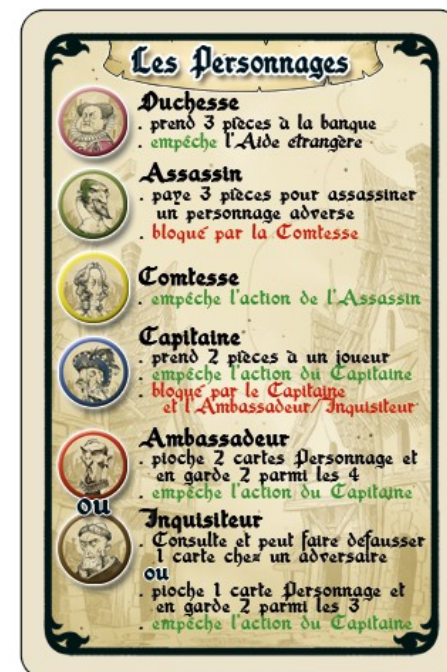 Les Personnages
Duchesse
. prend 3 pièces à la banque
. empêche l'Aide étrangère
Assassin
. paye 3 pièces pour assassiner
un personnage adverse
. bloqué par la Comtesse
Comtesse
. empêche l'action de l'Assassin
Capitaine
. prend 2 pièces à un joueur
. empêche l'action du Capitaine
. bloqué par le Capitaine
et l'Ambassadeur/Inquisiteur
Ambassadeur
. pioche 2 cartes Personnage et
en garde 2 parmi les 4
. empêche l'action du Capitaine
ou
Inquisiteur
. Consulte et peut faire défausser
1 carte chez un adversaire
ou
. pioche 1 carte Personnage et
en garde 2 parmi les 3
. empêche l'action du Capitaine